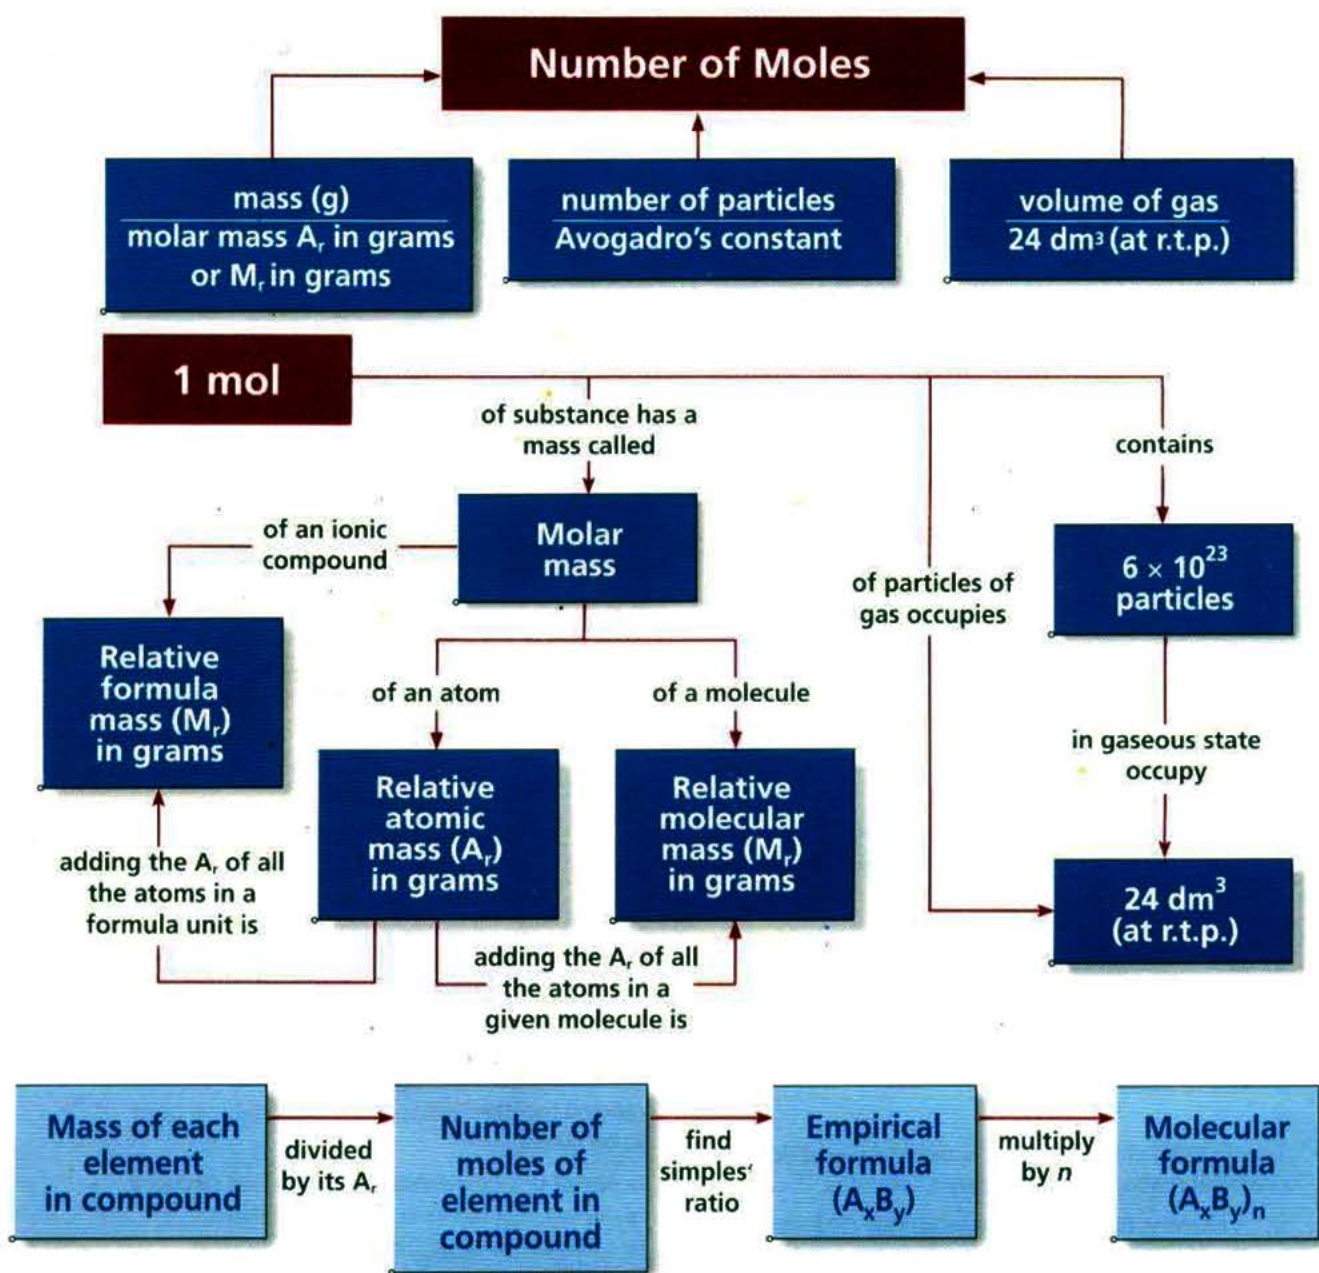 Number of Moles
mass (g)
molar mass Aᵣ in grams
or Mᵣ in grams
number of particles
Avogadro's constant
volume of gas
24 dm³ (at r.t.p.)
1 mol
of substance has a
mass called
contains
of an ionic
compound
Molar
mass
of particles of
gas occupies
6 × 10²³
particles
Relative
formula
mass (Mᵣ)
in grams
of an atom
of a molecule
in gaseous state
occupy
Relative
atomic
mass (Aᵣ)
in grams
Relative
molecular
mass (Mᵣ)
in grams
adding the Aᵣ of all
the atoms in a
formula unit is
24 dm³
(at r.t.p.)
adding the Aᵣ of all
the atoms in a
given molecule is
Mass of each
element
in compound
divided
by its Aᵣ
Number of
moles of
element in
compound
find
simples'
ratio
Empirical
formula
(AₓBᵧ)
multiply
by n
Molecular
formula
(AₓBᵧ)ₙ